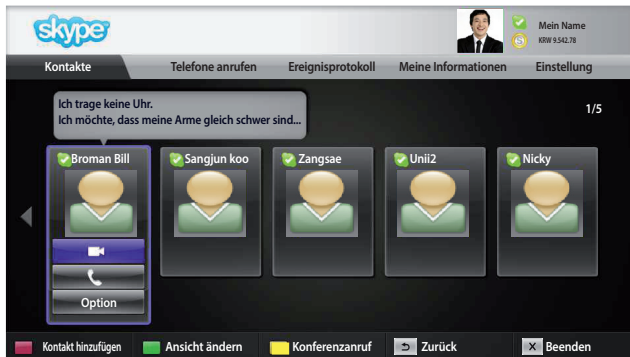 skype
Mein Name
KRW 9.542.78
Kontakte Telefone anrufen Ereignisprotokoll Meine Informationen Einstellung
Ich trage keine Uhr.
Ich möchte, dass meine Arme gleich schwer sind...
1/5
Broman Bill Sangjun koo Zangsae Unii2 Nicky
Option
Kontakt hinzufügen Ansicht ändern Konferenzanruf Zurück X Beenden